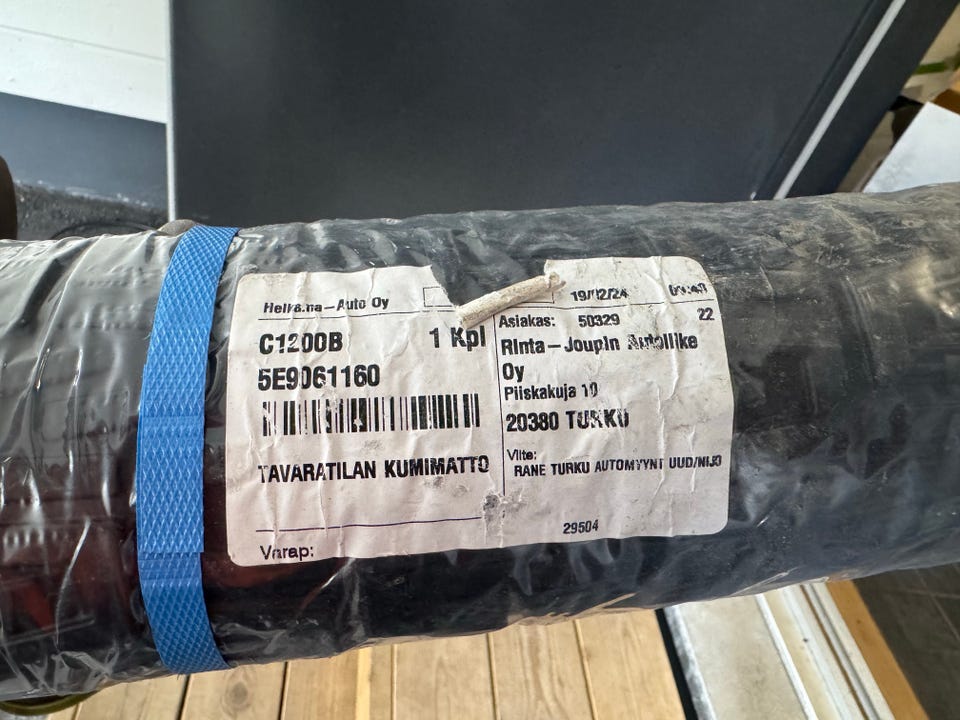 Helkama-Auto Oy
19/02/24
C1200B 1 Kpl
5E9061160
TAVARATILAN KUMIMATTO
Varap:
Asiakas: 50329 22
Rinta-Joupin Autoliike
Oy
Piiskakuja 10
20380 TURKU
Viite:
RANE TURKU AUTOMYYNT UUD/NIJO
29504